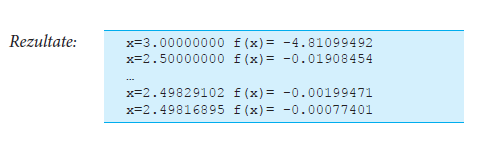 Rezultate:
x=3.00000000 f(x)= -4.81099492
x=2.50000000 f(x)= -0.01908454
...
x=2.49829102 f(x)= -0.00199471
x=2.49816895 f(x)= -0.00077401